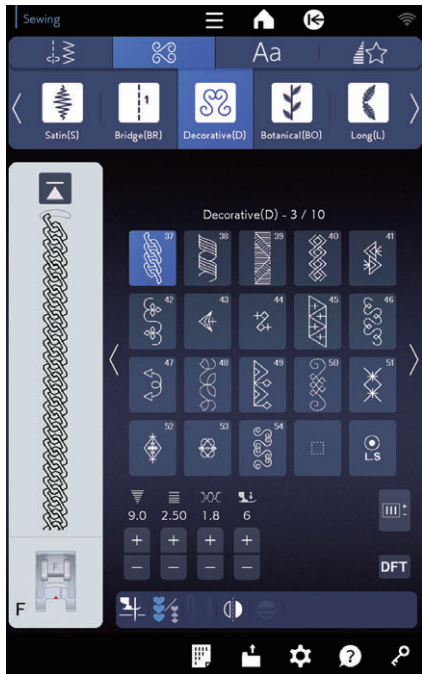 Sewing
Aa
1
Satin(S) Bridge(BR) Decorative(D) Botanical(BO) Long(L)
Decorative(D) - 3 / 10
37 38 39 40 41
42 43 44 45 46
47 48 49 50 51
52 53 54 L.S
9.0 2.50 1.8 6
+ + + +
- - - -
DFT
F
F
?